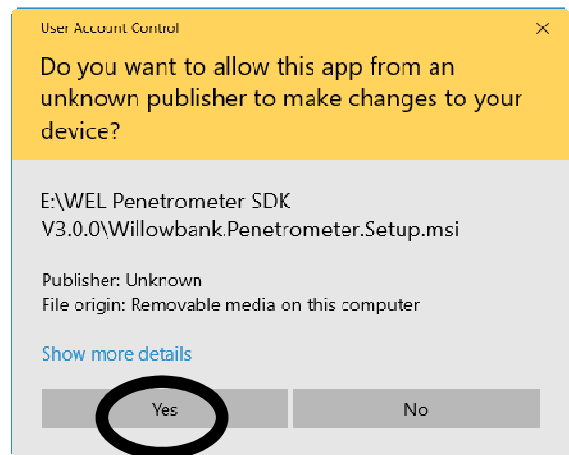 User Account Control
Do you want to allow this app from an
unknown publisher to make changes to your
device?
E:\WEL Penetrometer SDK
V3.0.0\Willowbank.Penetrometer.Setup.msi
Publisher: Unknown
File origin: Removable media on this computer
Show more details
Yes No